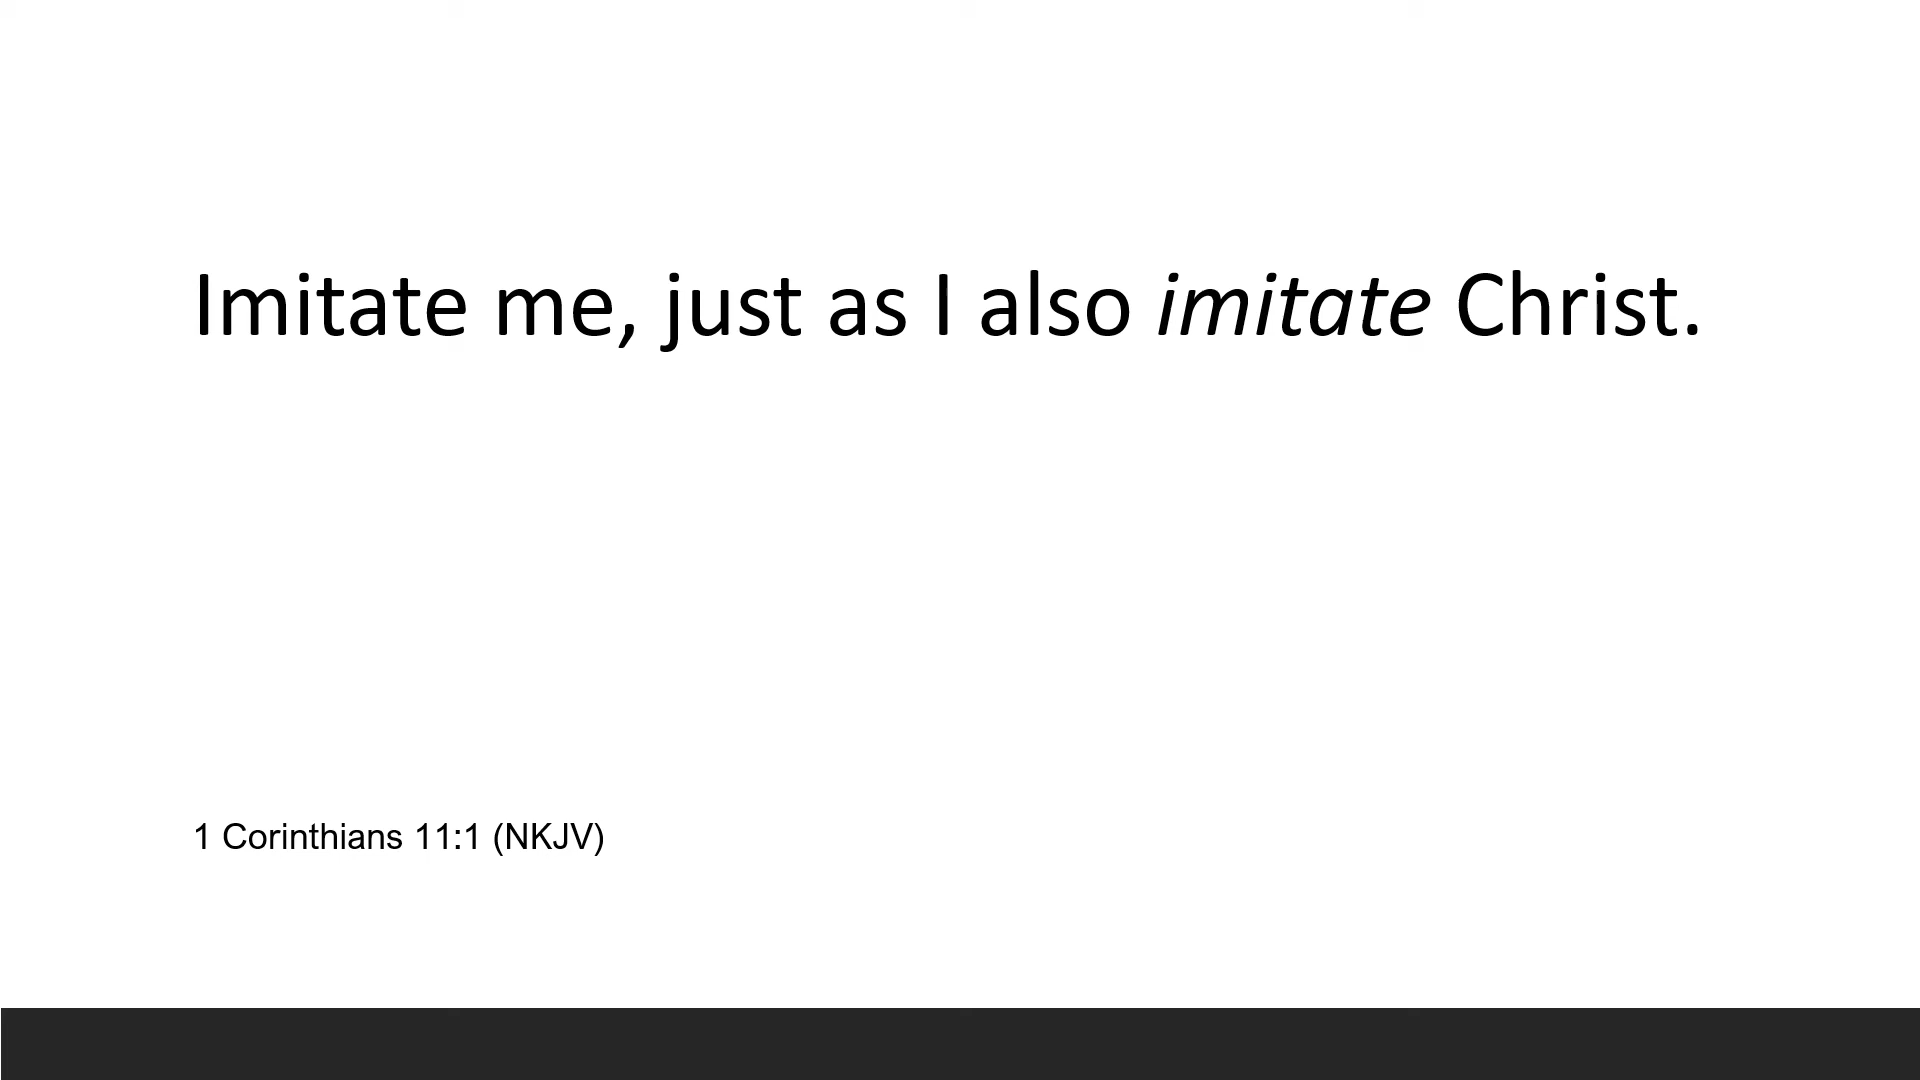 Imitate me, just as I also imitate Christ.
1 Corinthians 11:1 (NKJV)